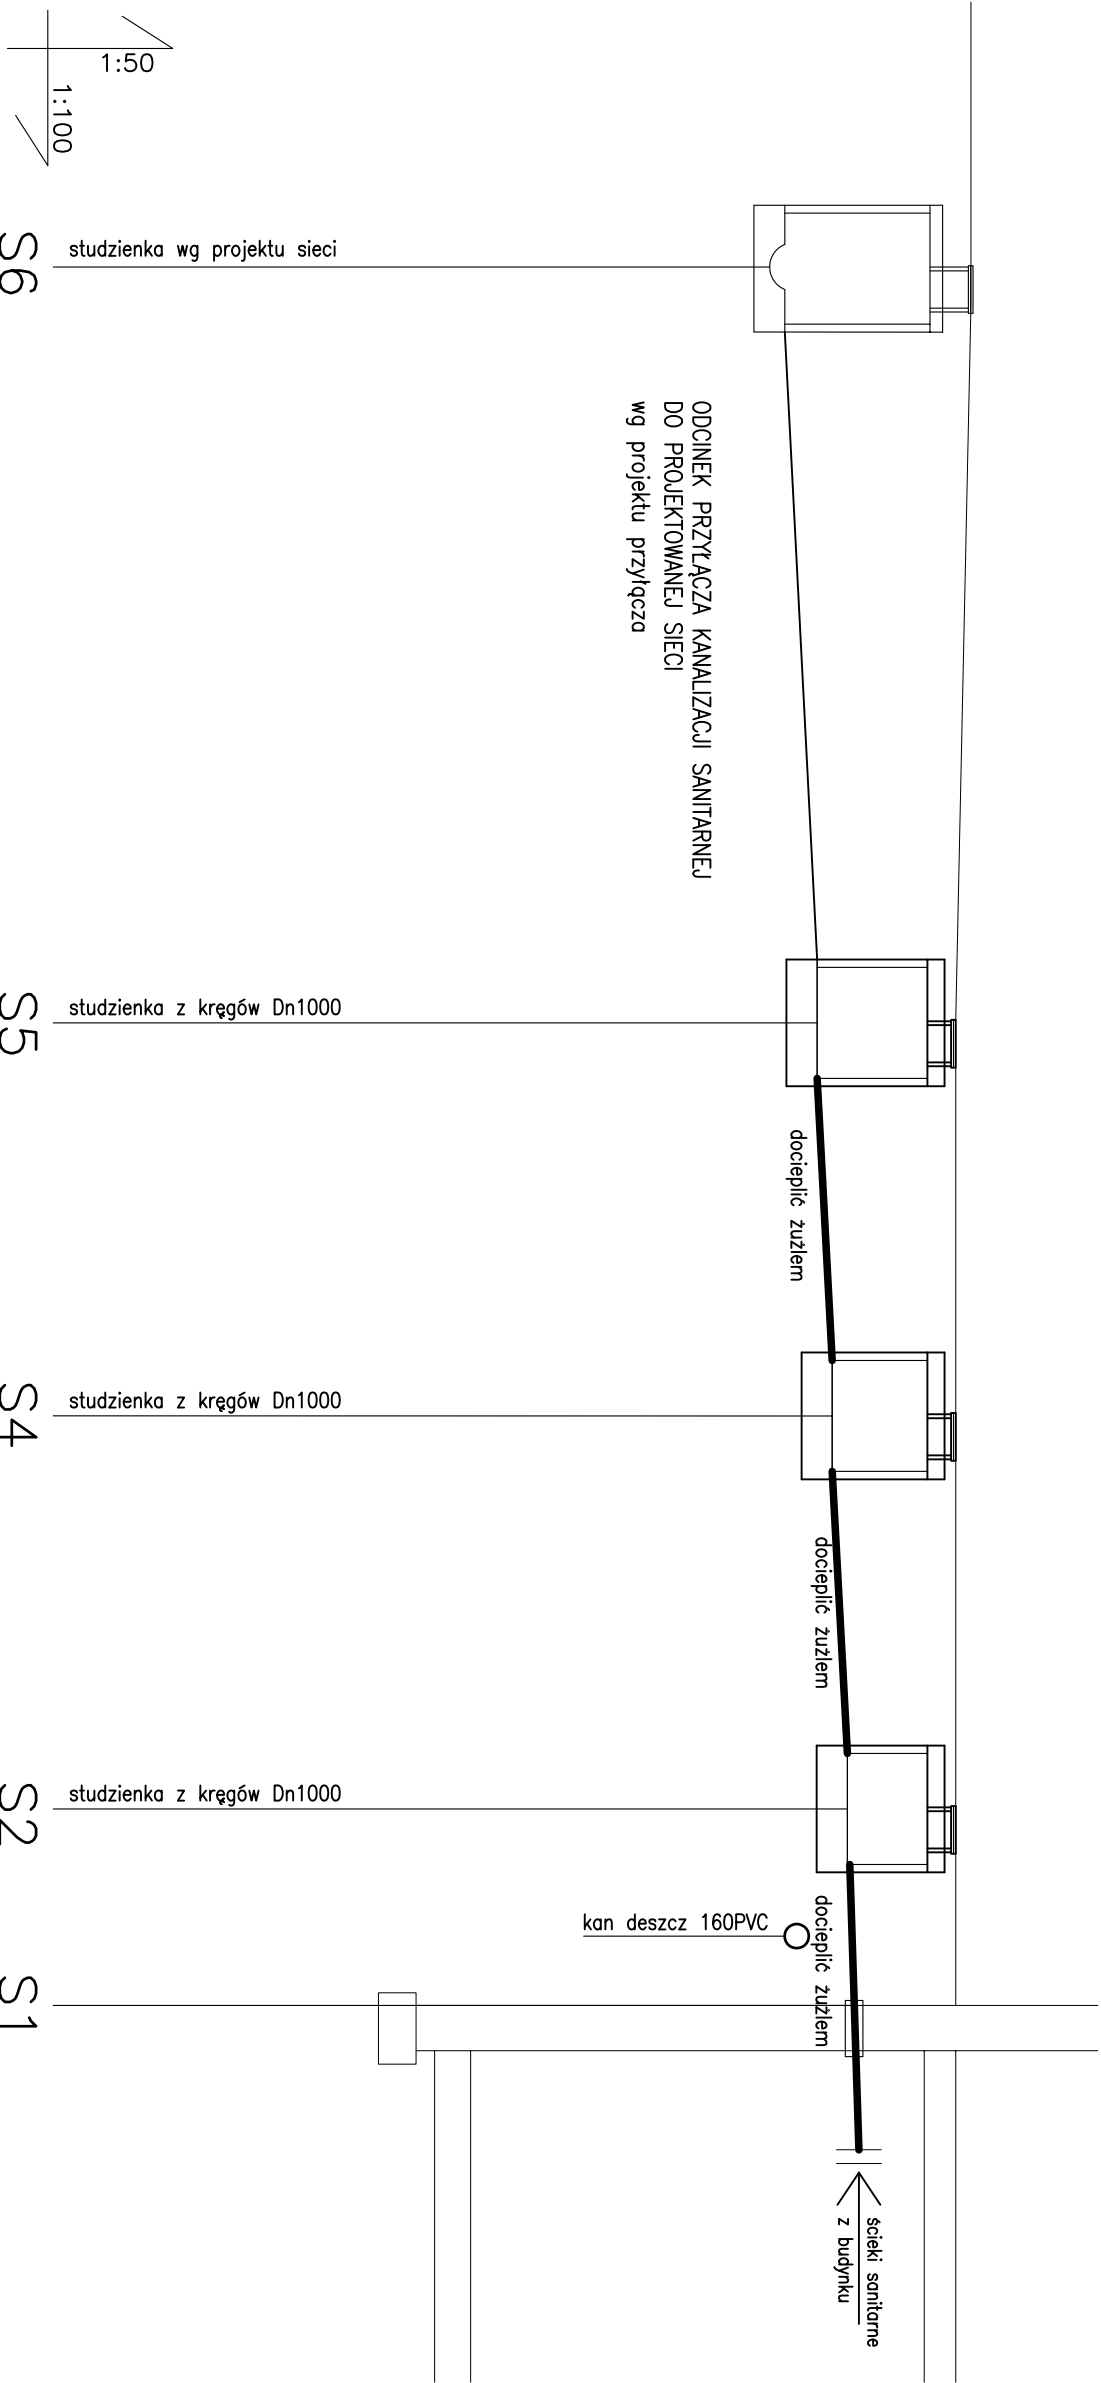 1:50
1:100
S6
studzienka wg projektu sieci
ODCINEK PRZYŁĄCZA KANALIZACJI SANITARNEJ
DO PROJEKTOWANEJ SIECI
wg projektu przyłącza
S5
studzienka z kręgów Dn1000
docieplić żużlem
S4
studzienka z kręgów Dn1000
docieplić żużlem
S2
studzienka z kręgów Dn1000
kan deszcz 160PVC
docieplić żużlem
S1
ścieki sanitarne
z budynku